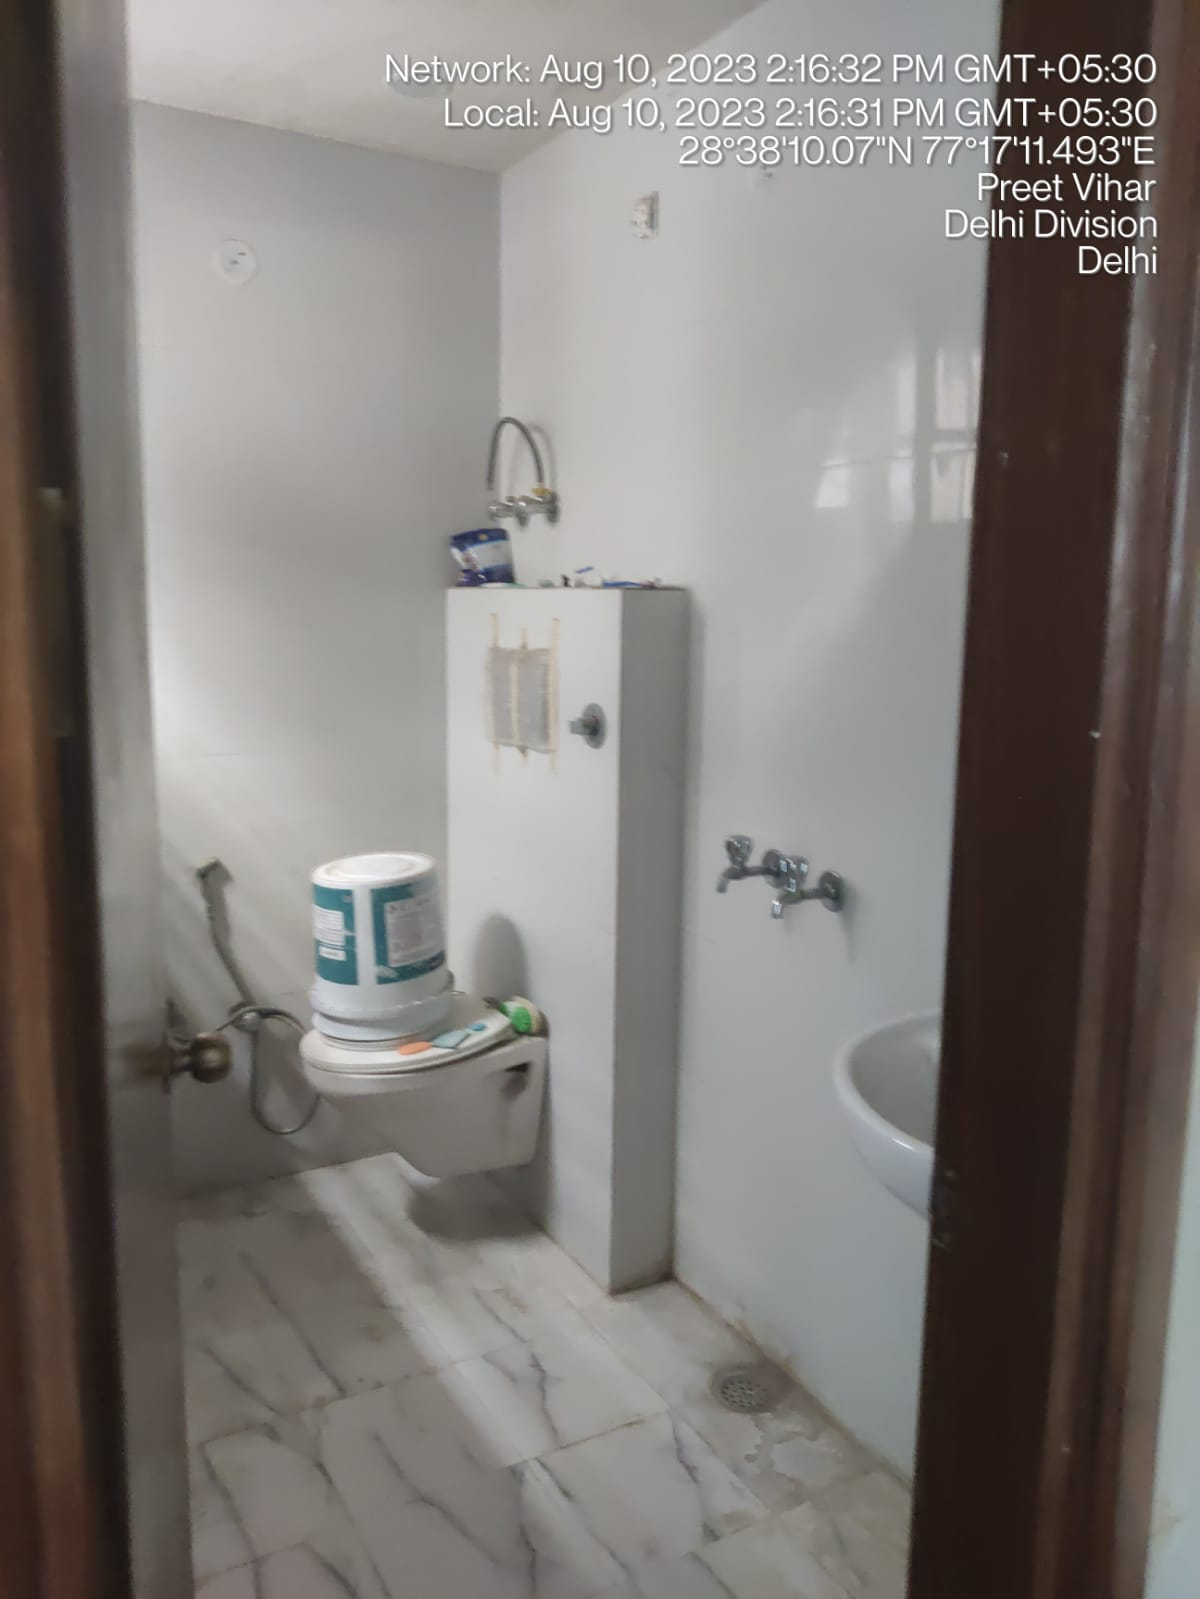 Network: Aug 10, 2023 2:16:32 PM GMT+05:30
Local: Aug 10, 2023 2:16:31 PM GMT+05:30
28°38'10.07"N 77°17'11.493"E
Preet Vihar
Delhi Division
Delhi